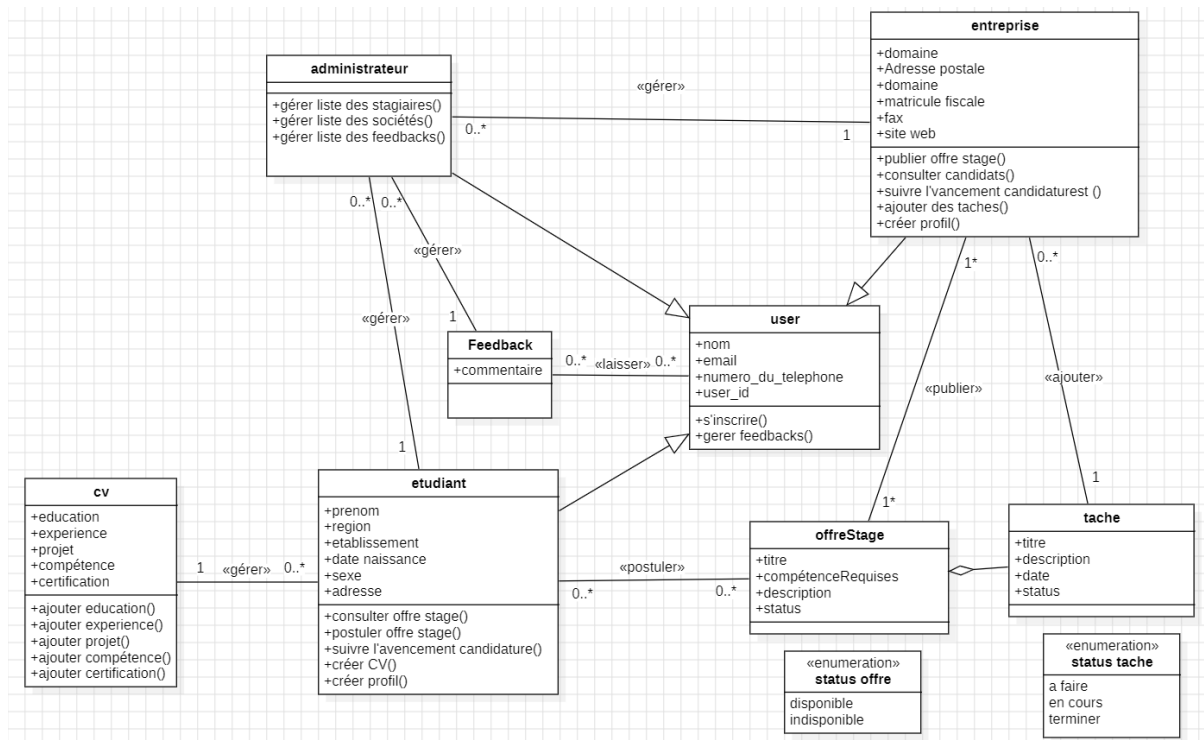 entreprise
+domaine
+Adresse postale
+domaine
+matricule fiscale
+fax
+site web
+publier offre stage()
+consulter candidats()
+suivre l'vancement candidaturest ()
+ajouter des taches()
+créer profil()
administrateur
+gérer liste des stagiaires()
+gérer liste des sociétés()
+gérer liste des feedbacks()
«gérer»
0..*
1
0..*
0..*
«gérer»
«gérer»
1
1
1*
0..*
user
+nom
+email
+numero_du_telephone
+user_id
+s'inscrire()
+gerer feedbacks()
Feedback
+commentaire
0..*
«laisser»
0..*
«publier»
«ajouter»
1*
1
cv
+education
+experience
+projet
+compétence
+certification
+ajouter education()
+ajouter experience()
+ajouter projet()
+ajouter compétence()
+ajouter certification()
1
«gérer»
0..*
etudiant
+prenom
+region
+etablissement
+date naissance
+sexe
+adresse
+consulter offre stage()
+postuler offre stage()
+suivre l'avencement candidature()
+créer CV()
+créer profil()
«postuler»
0..*
0..*
offreStage
+titre
+compétenceRequises
+description
+status
tache
+titre
+description
+date
+status
«enumeration»
status offre
disponible
indisponible
«enumeration»
status tache
a faire
en cours
terminer